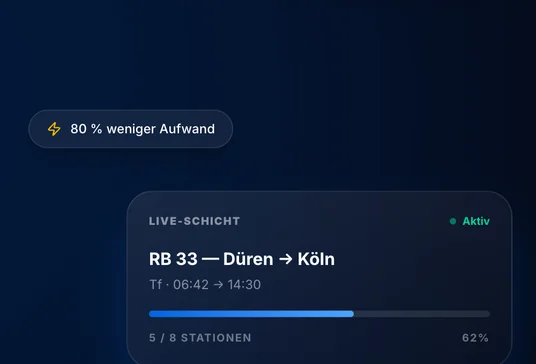 80 % weniger Aufwand
LIVE-SCHICHT
Aktiv
RB 33 — Düren → Köln
Tf · 06:42 → 14:30
5 / 8 STATIONEN
62%